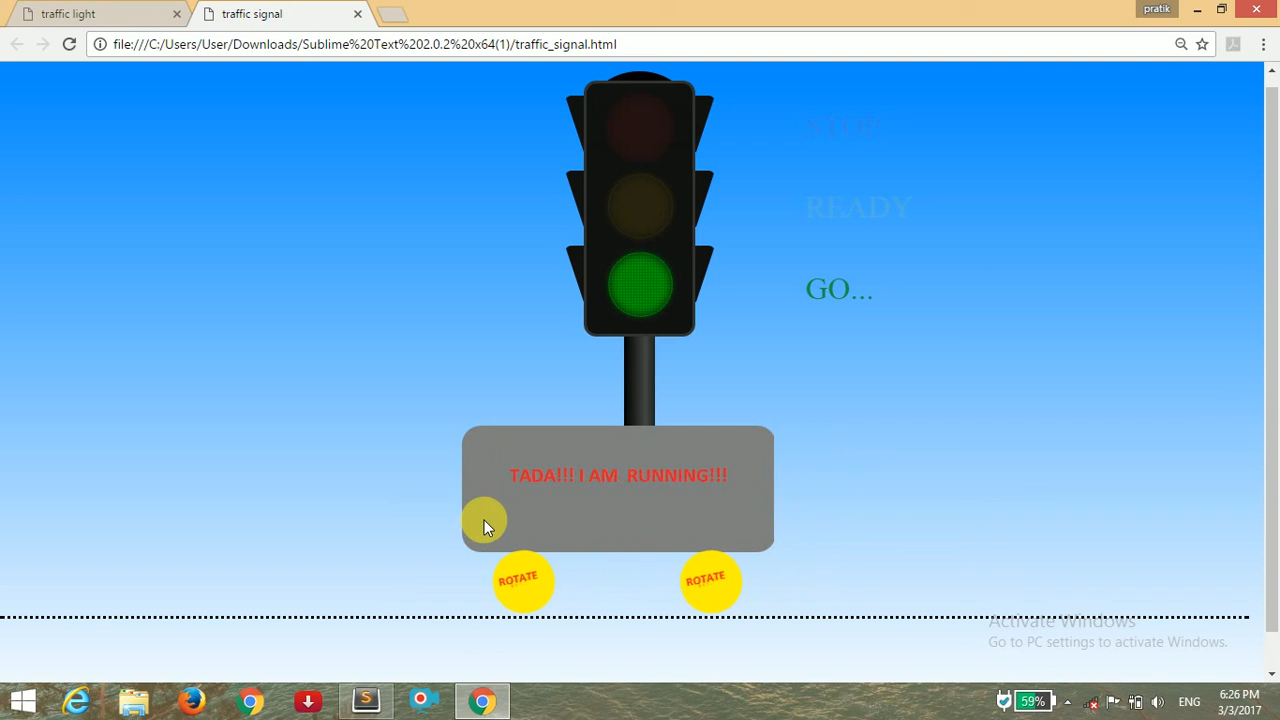 traffic light
traffic signal
pratik
file:///C:/Users/User/Downloads/Sublime%20Text%202.0.2%20x64(1)/traffic_signal.html
STOP
READY
GO...
TADA!!! I AM RUNNING!!!
ROTATE
ROTATE
Activate Windows
Go to PC settings to activate Windows.
59%
ENG
6:26 PM
3/3/2017